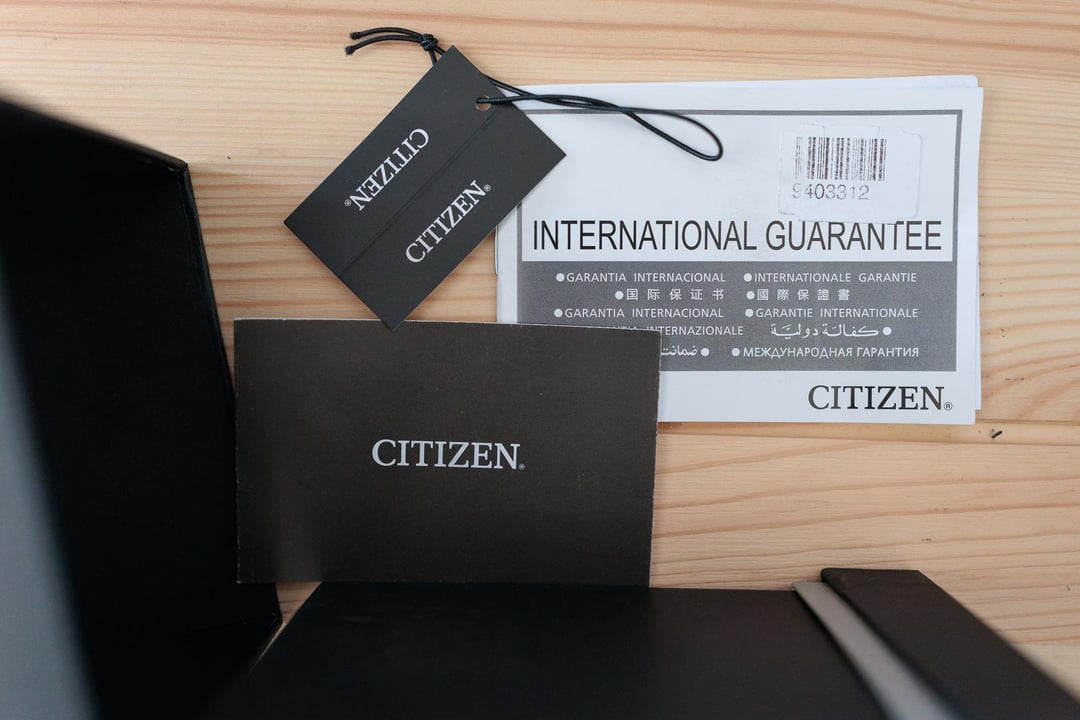 CITIZEN®
CITIZEN®
9403312
INTERNATIONAL GUARANTEE
●GARANTIA INTERNACIONAL ●INTERNATIONALE GARANTIE
●国际保证书 ●國際保證書
●GARANTIA INTERNACIONAL ●GARANTIE INTERNATIONALE
INTERNAZIONALE ●كفالة دولية
●ضمانت ●МЕЖДУНАРОДНАЯ ГАРАНТИЯ
CITIZEN®
CITIZEN®